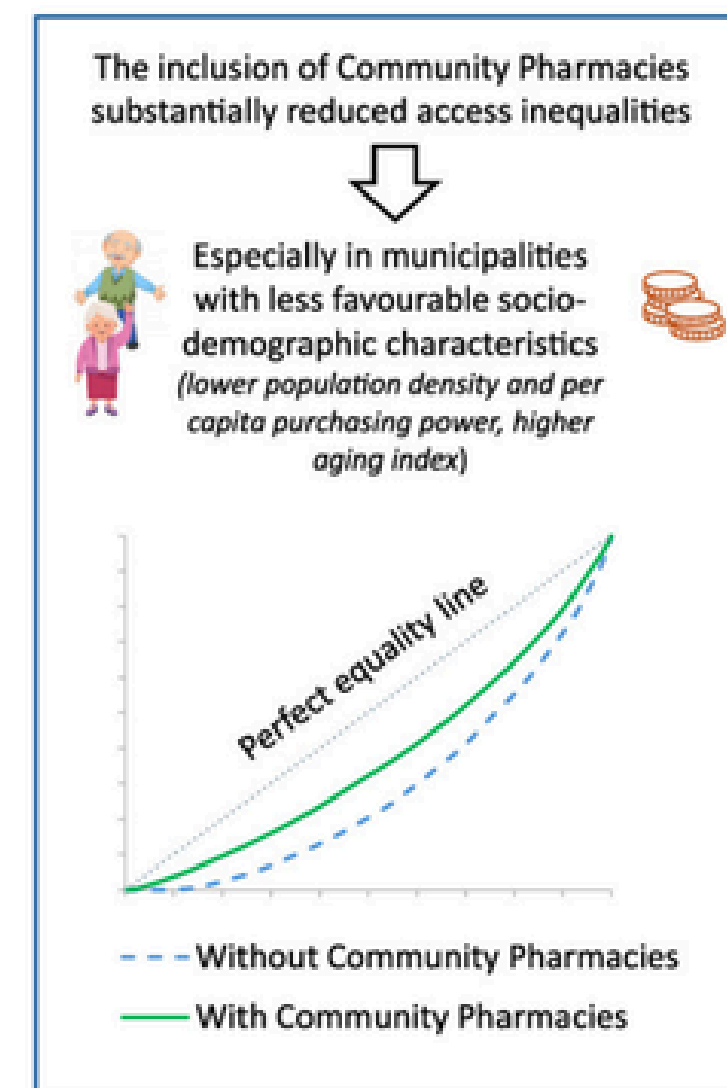 The inclusion of Community Pharmacies
substantially reduced access inequalities
Especially in municipalities
with less favourable socio-
demographic characteristics
(lower population density and per
capita purchasing power, higher
aging index)
Perfect equality line
Without Community Pharmacies
With Community Pharmacies